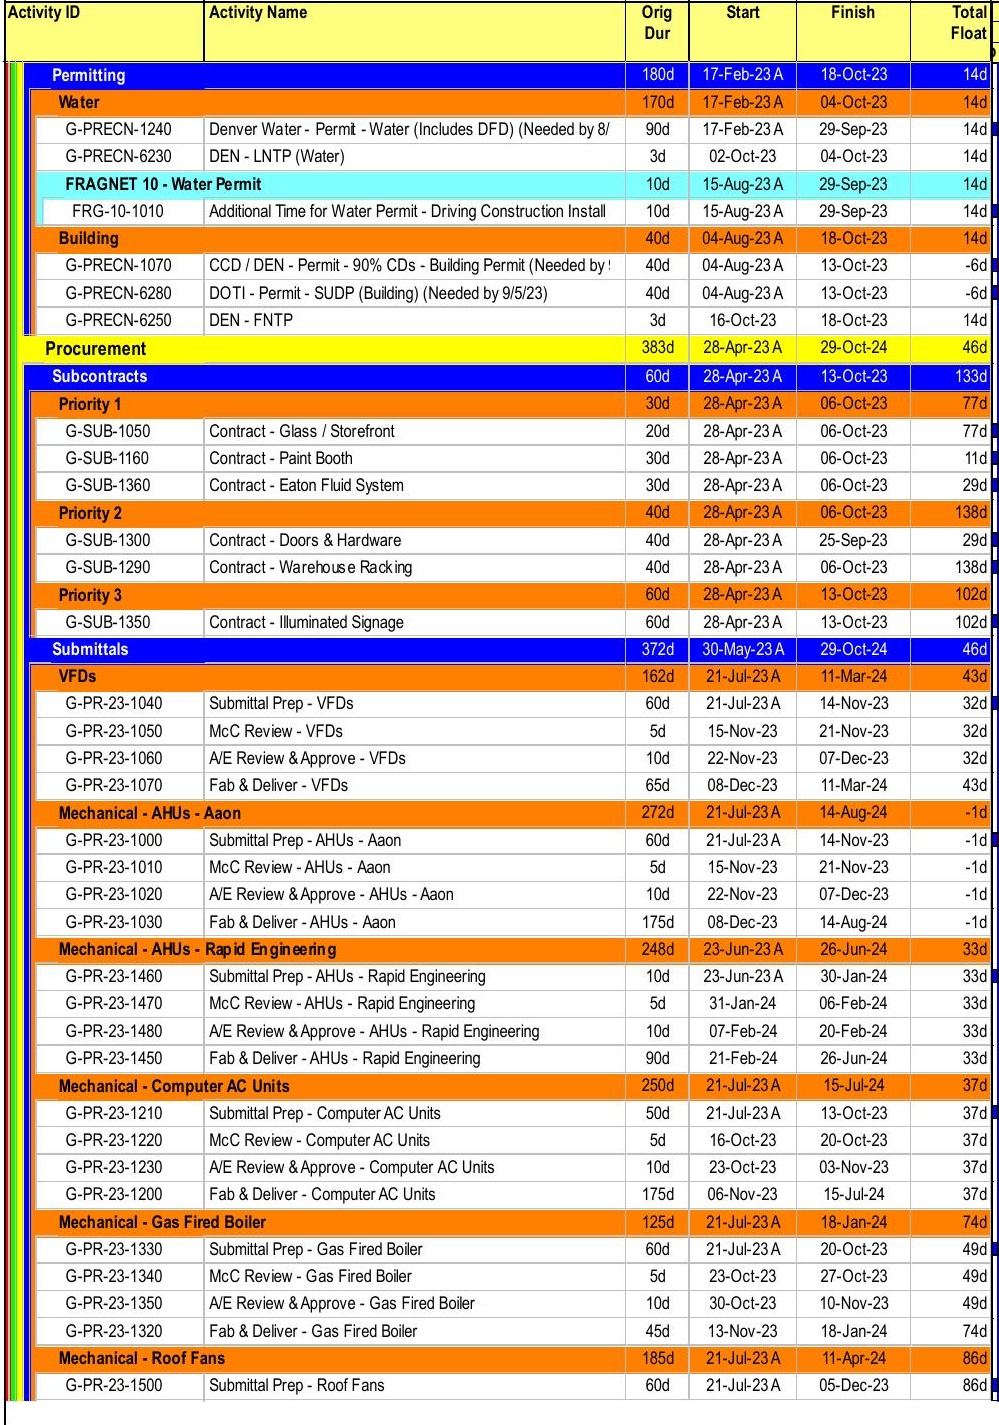 Activity ID Activity Name Orig Dur Start Finish Total Float
Permitting 180d 17-Feb-23 A 18-Oct-23 14d
Water 170d 17-Feb-23 A 04-Oct-23 14d
G-PRECN-1240 Denver Water - Permit - Water (Includes DFD) (Needed by 8/ 90d 17-Feb-23 A 29-Sep-23 14d
G-PRECN-6230 DEN - LNTP (Water) 3d 02-Oct-23 04-Oct-23 14d
FRAGNET 10 - Water Permit 10d 15-Aug-23 A 29-Sep-23 14d
FRG-10-1010 Additional Time for Water Permit - Driving Construction Install 10d 15-Aug-23 A 29-Sep-23 14d
Building 40d 04-Aug-23 A 18-Oct-23 14d
G-PRECN-1070 CCD / DEN - Permit - 90% CDs - Building Permit (Needed by 40d 04-Aug-23 A 13-Oct-23 -6d
G-PRECN-6280 DOTI - Permit - SUDP (Building) (Needed by 9/5/23) 40d 04-Aug-23 A 13-Oct-23 -6d
G-PRECN-6250 DEN - FNTP 3d 16-Oct-23 18-Oct-23 14d
Procurement 383d 28-Apr-23 A 29-Oct-24 46d
Subcontracts 60d 28-Apr-23 A 13-Oct-23 133d
Priority 1 30d 28-Apr-23 A 06-Oct-23 77d
G-SUB-1050 Contract - Glass / Storefront 20d 28-Apr-23 A 06-Oct-23 77d
G-SUB-1160 Contract - Paint Booth 30d 28-Apr-23 A 06-Oct-23 11d
G-SUB-1360 Contract - Eaton Fluid System 30d 28-Apr-23 A 06-Oct-23 29d
Priority 2 40d 28-Apr-23 A 06-Oct-23 138d
G-SUB-1300 Contract - Doors & Hardware 40d 28-Apr-23 A 25-Sep-23 29d
G-SUB-1290 Contract - Warehouse Racking 40d 28-Apr-23 A 06-Oct-23 138d
Priority 3 60d 28-Apr-23 A 13-Oct-23 102d
G-SUB-1350 Contract - Illuminated Signage 60d 28-Apr-23 A 13-Oct-23 102d
Submittals 372d 30-May-23 A 29-Oct-24 46d
VFDs 162d 21-Jul-23 A 11-Mar-24 43d
G-PR-23-1040 Submittal Prep - VFDs 60d 21-Jul-23 A 14-Nov-23 32d
G-PR-23-1050 McC Review - VFDs 5d 15-Nov-23 21-Nov-23 32d
G-PR-23-1060 A/E Review & Approve - VFDs 10d 22-Nov-23 07-Dec-23 32d
G-PR-23-1070 Fab & Deliver - VFDs 65d 08-Dec-23 11-Mar-24 43d
Mechanical - AHUs - Aaon 272d 21-Jul-23 A 14-Aug-24 -1d
G-PR-23-1000 Submittal Prep - AHUs - Aaon 60d 21-Jul-23 A 14-Nov-23 -1d
G-PR-23-1010 McC Review - AHUs - Aaon 5d 15-Nov-23 21-Nov-23 -1d
G-PR-23-1020 A/E Review & Approve - AHUs - Aaon 10d 22-Nov-23 07-Dec-23 -1d
G-PR-23-1030 Fab & Deliver - AHUs - Aaon 175d 08-Dec-23 14-Aug-24 -1d
Mechanical - AHUs - Rapid Engineering 248d 23-Jun-23 A 26-Jun-24 33d
G-PR-23-1460 Submittal Prep - AHUs - Rapid Engineering 10d 23-Jun-23 A 30-Jan-24 33d
G-PR-23-1470 McC Review - AHUs - Rapid Engineering 5d 31-Jan-24 06-Feb-24 33d
G-PR-23-1480 A/E Review & Approve - AHUs - Rapid Engineering 10d 07-Feb-24 20-Feb-24 33d
G-PR-23-1450 Fab & Deliver - AHUs - Rapid Engineering 90d 21-Feb-24 26-Jun-24 33d
Mechanical - Computer AC Units 250d 21-Jul-23 A 15-Jul-24 37d
G-PR-23-1210 Submittal Prep - Computer AC Units 50d 21-Jul-23 A 13-Oct-23 37d
G-PR-23-1220 McC Review - Computer AC Units 5d 16-Oct-23 20-Oct-23 37d
G-PR-23-1230 A/E Review & Approve - Computer AC Units 10d 23-Oct-23 03-Nov-23 37d
G-PR-23-1200 Fab & Deliver - Computer AC Units 175d 06-Nov-23 15-Jul-24 37d
Mechanical - Gas Fired Boiler 125d 21-Jul-23 A 18-Jan-24 74d
G-PR-23-1330 Submittal Prep - Gas Fired Boiler 60d 21-Jul-23 A 20-Oct-23 49d
G-PR-23-1340 McC Review - Gas Fired Boiler 5d 23-Oct-23 27-Oct-23 49d
G-PR-23-1350 A/E Review & Approve - Gas Fired Boiler 10d 30-Oct-23 10-Nov-23 49d
G-PR-23-1320 Fab & Deliver - Gas Fired Boiler 45d 13-Nov-23 18-Jan-24 74d
Mechanical - Roof Fans 185d 21-Jul-23 A 11-Apr-24 86d
G-PR-23-1500 Submittal Prep - Roof Fans 60d 21-Jul-23 A 05-Dec-23 86d